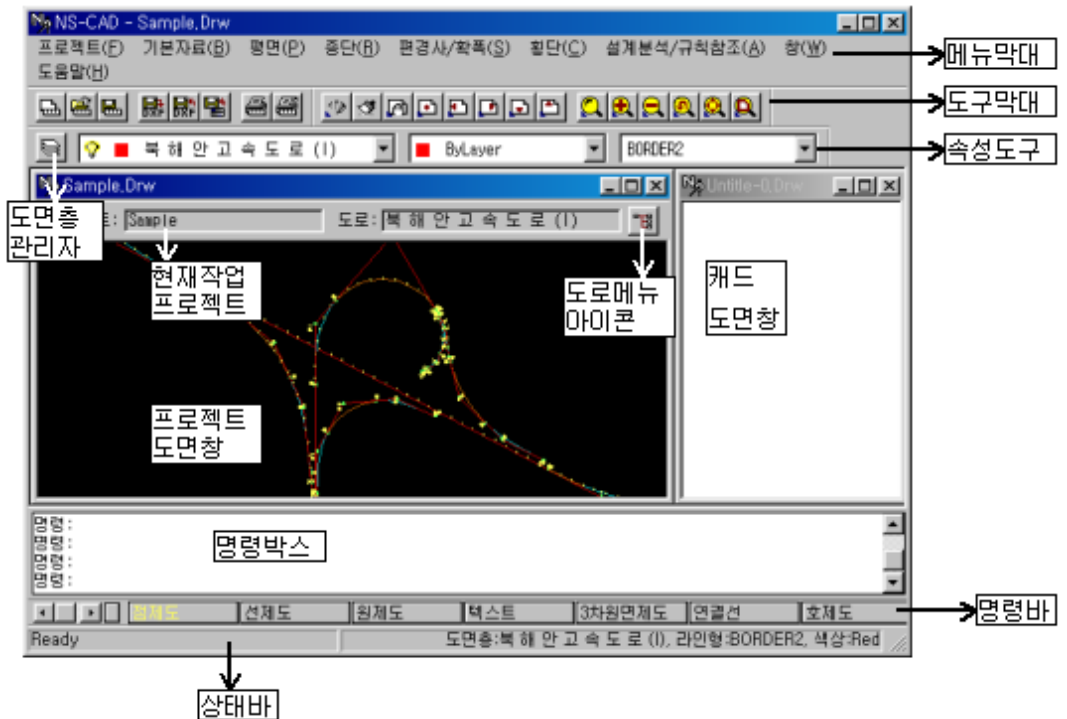 NS-CAD - Sample.Drw
프로젝트(F) 기본자료(B) 평면(P) 종단(R) 편경사/확폭(S) 횡단(C) 설계분석/규칙참조(A) 창(W)
도움말(H)
메뉴막대
도구막대
북 해 안 고 속 도 로 (I)
ByLayer
BORDER2
속성도구
Sample.Drw
Untitle-0.Drw
도면층
관리자
트:
Sample
도로:
북 해 안 고 속 도 로 (I)
현재작업
프로젝트
도로메뉴
아이콘
캐드
도면창
프로젝트
도면창
명령:
명령:
명령:
명령:
명령박스
점제도
선제도
원제도
텍스트
3차원면제도
연결선
호제도
명령바
Ready
도면층:북 해 안 고 속 도 로 (I), 라인형:BORDER2, 색상:Red
상태바